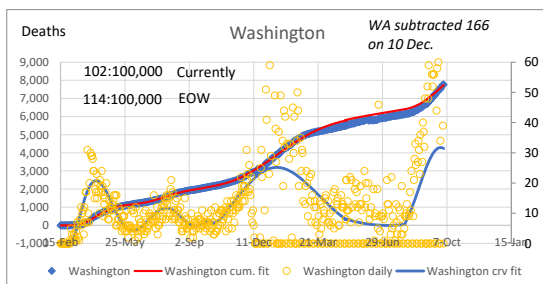 Deaths
Washington
WA subtracted 166
on 10 Dec.
9,000
8,000
7,000
6,000
5,000
4,000
3,000
2,000
1,000
0
-1,000
102:100,000 Currently
114:100,000 EOW
60
50
40
30
20
10
0
15-Feb 25-May 2-Sep 11-Dec 21-Mar 29-Jun 7-Oct 15-Jan
Washington Washington cum. fit Washington daily Washington crv fit